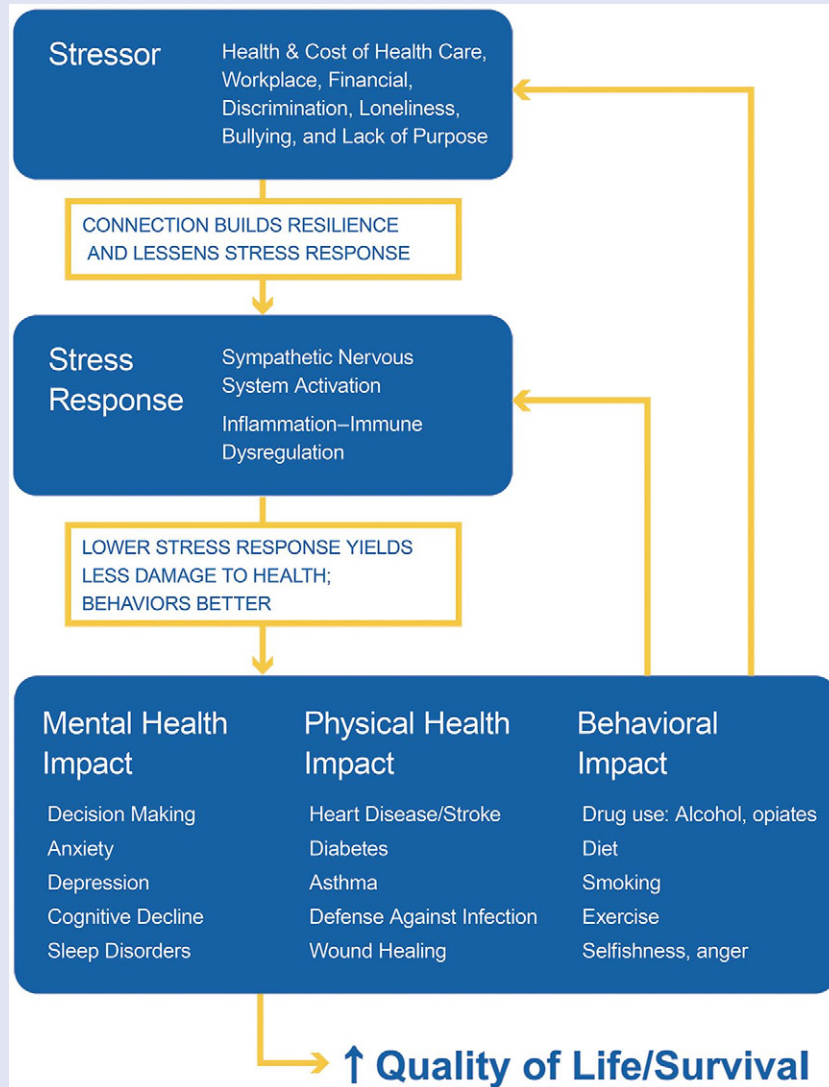 Stressor
Health & Cost of Health Care,
Workplace, Financial,
Discrimination, Loneliness,
Bullying, and Lack of Purpose
CONNECTION BUILDS RESILIENCE
AND LESSENS STRESS RESPONSE
Stress
Response
Sympathetic Nervous
System Activation
Inflammation–Immune
Dysregulation
LOWER STRESS RESPONSE YIELDS
LESS DAMAGE TO HEALTH;
BEHAVIORS BETTER
Mental Health
Impact
Decision Making
Anxiety
Depression
Cognitive Decline
Sleep Disorders
Physical Health
Impact
Heart Disease/Stroke
Diabetes
Asthma
Defense Against Infection
Wound Healing
Behavioral
Impact
Drug use: Alcohol, opiates
Diet
Smoking
Exercise
Selfishness, anger
↑ Quality of Life/Survival